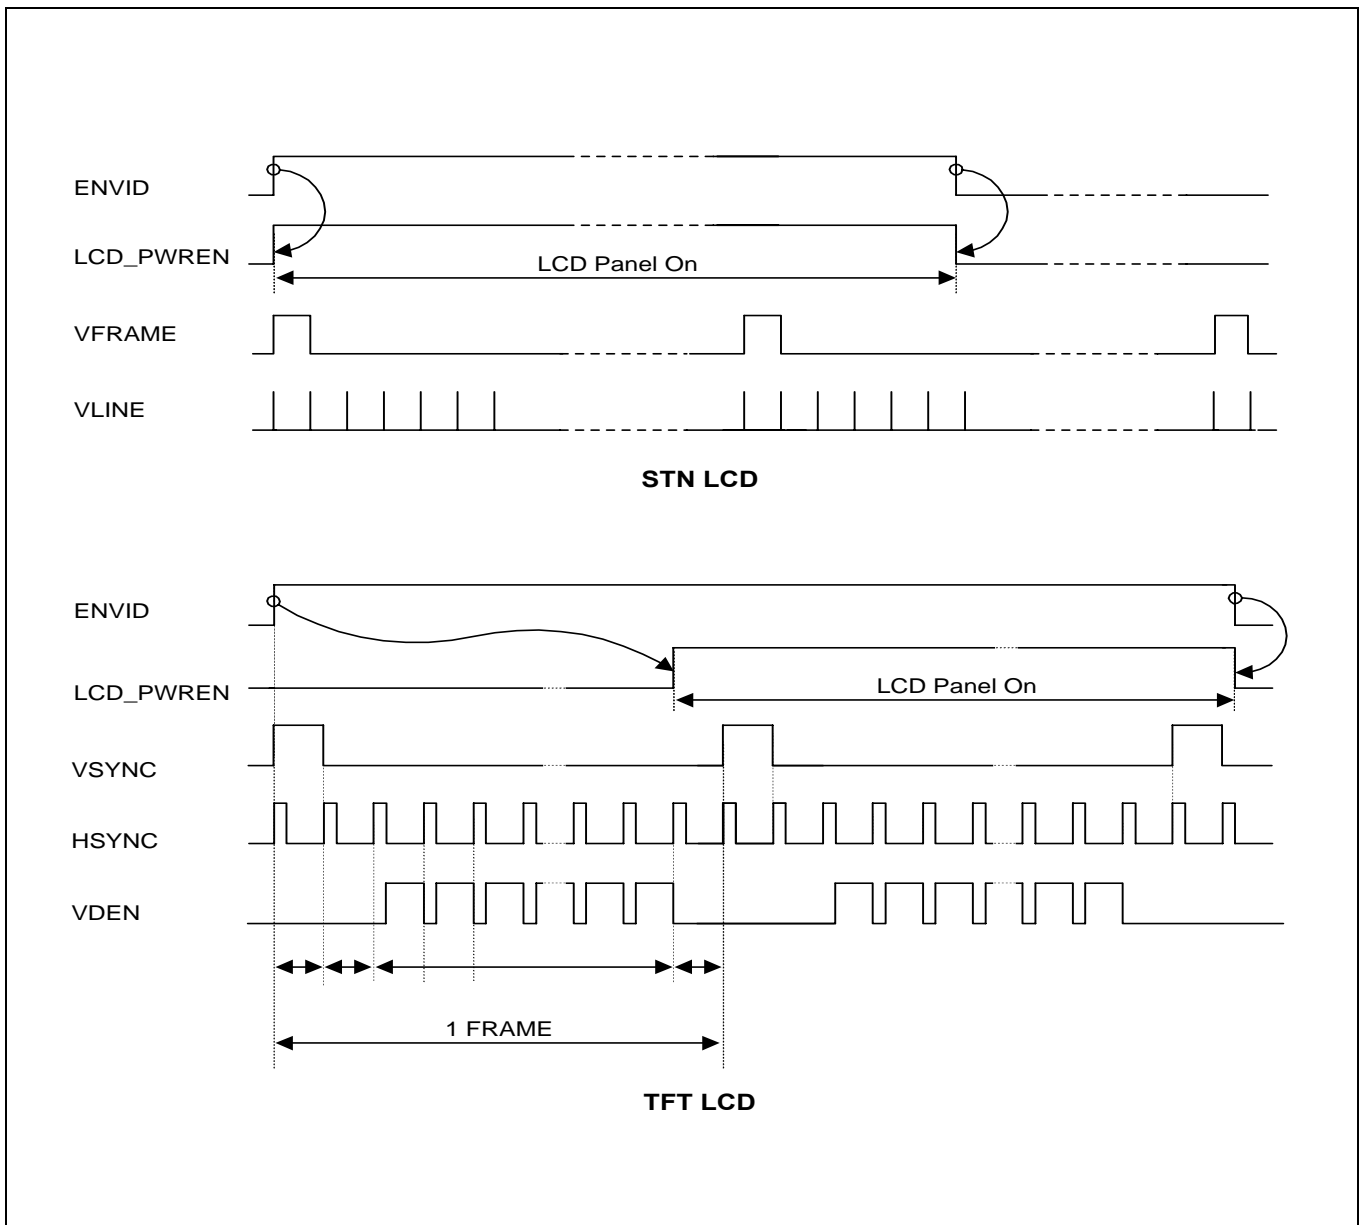 ENVID
LCD_PWREN
LCD Panel On
VFRAME
VLINE
STN LCD
ENVID
LCD_PWREN
LCD Panel On
VSYNC
HSYNC
VDEN
1 FRAME
TFT LCD